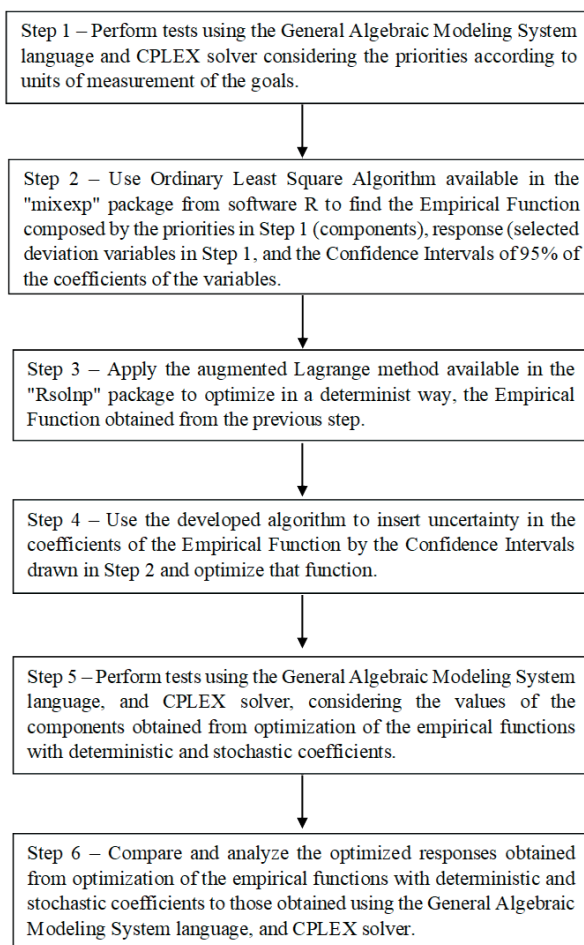 Step 1 – Perform tests using the General Algebraic Modeling System
language and CPLEX solver considering the priorities according to
units of measurement of the goals.
Step 2 – Use Ordinary Least Square Algorithm available in the
"mixexp" package from software R to find the Empirical Function
composed by the priorities in Step 1 (components), response (selected
deviation variables in Step 1, and the Confidence Intervals of 95% of
the coefficients of the variables.
Step 3 – Apply the augmented Lagrange method available in the
"Rsolnp" package to optimize in a determinist way, the Empirical
Function obtained from the previous step.
Step 4 – Use the developed algorithm to insert uncertainty in the
coefficients of the Empirical Function by the Confidence Intervals
drawn in Step 2 and optimize that function.
Step 5 – Perform tests using the General Algebraic Modeling System
language, and CPLEX solver, considering the values of the
components obtained from optimization of the empirical functions
with deterministic and stochastic coefficients.
Step 6 – Compare and analyze the optimized responses obtained
from optimization of the empirical functions with deterministic and
stochastic coefficients to those obtained using the General Algebraic
Modeling System language, and CPLEX solver.